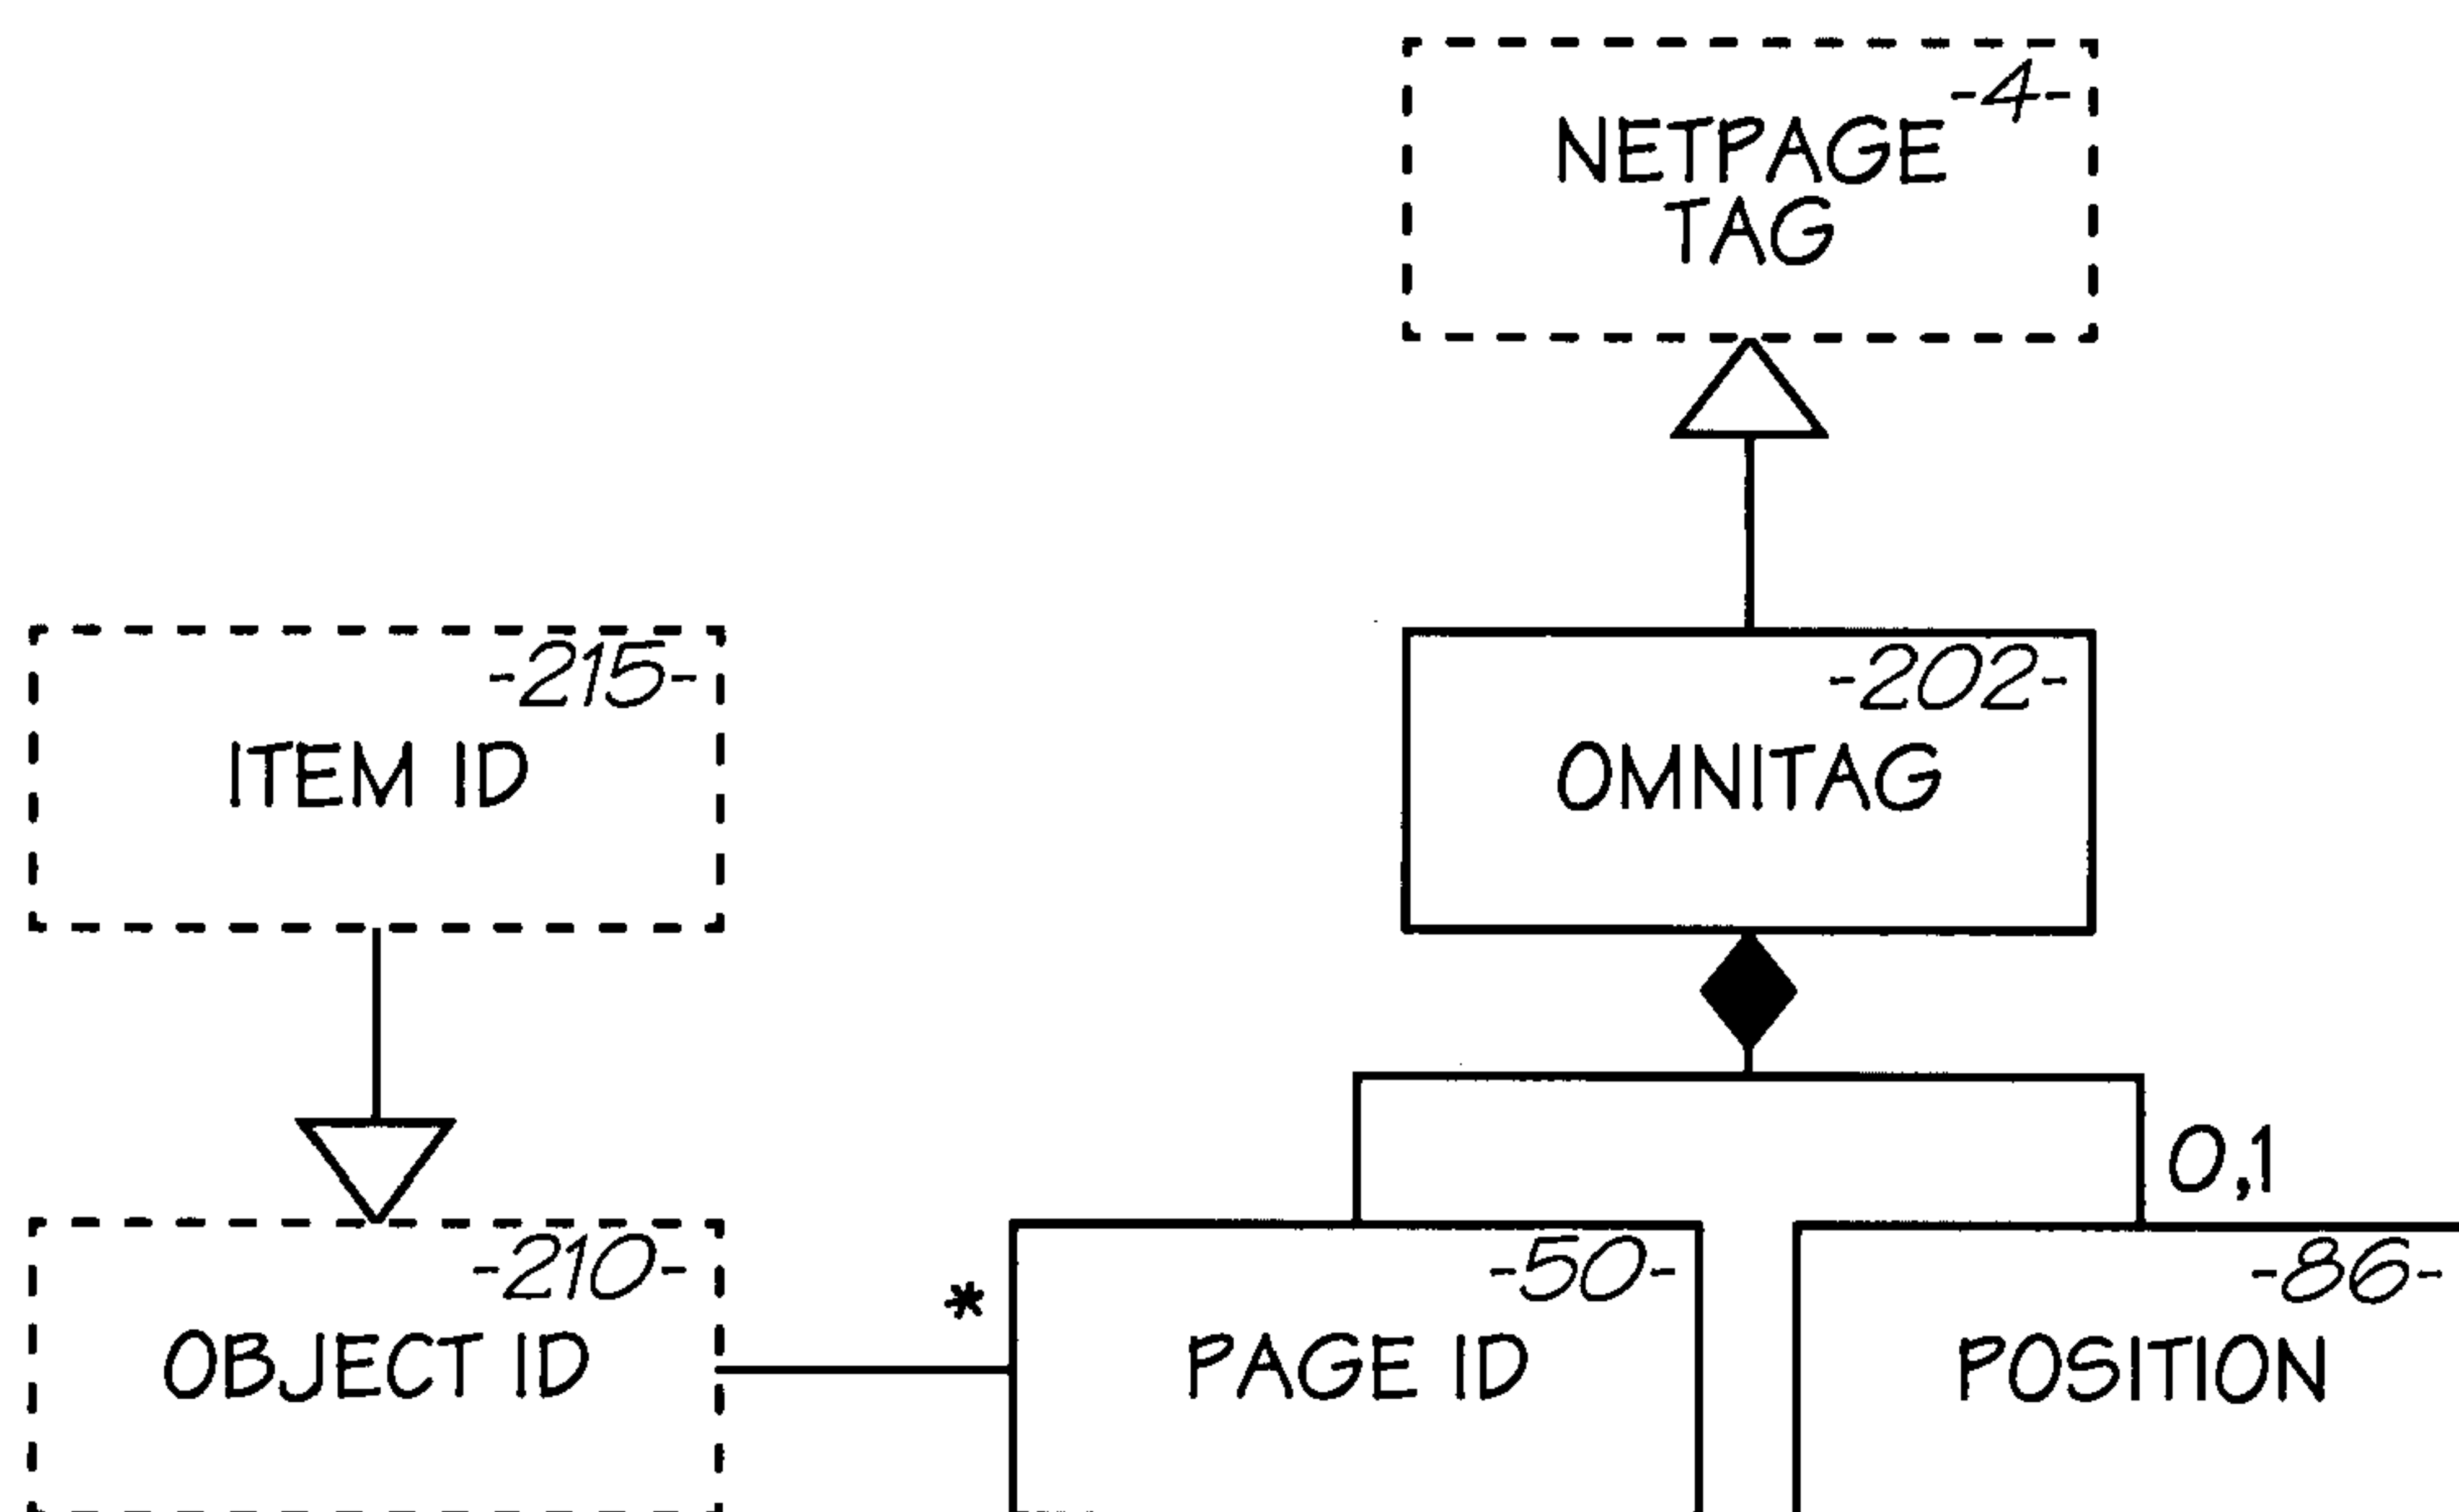 -4-
NETPAGE
TAG
-215-
ITEM ID
-202-
OMNITAG
0,1
-210-
OBJECT ID
*
-50-
PAGE ID
-86-
POSITION